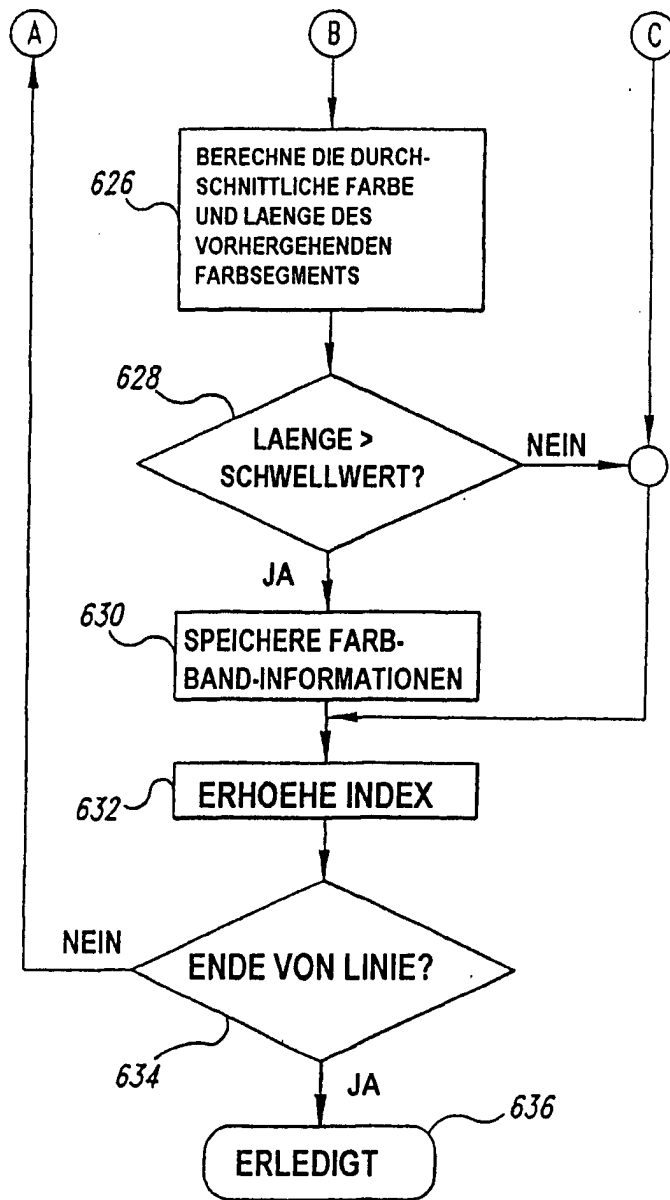 A
B
C
626
BERECHNE DIE DURCH-
SCHNITTLICHE FARBE
UND LAENGE DES
VORHERGEHENDEN
FARBSEGMENTS
628
LAENGE >
SCHWELLWERT?
NEIN
JA
630
SPEICHERE FARB-
BAND-INFORMATIONEN
632
ERHOEHE INDEX
NEIN
ENDE VON LINIE?
634
JA
636
ERLEDIGT